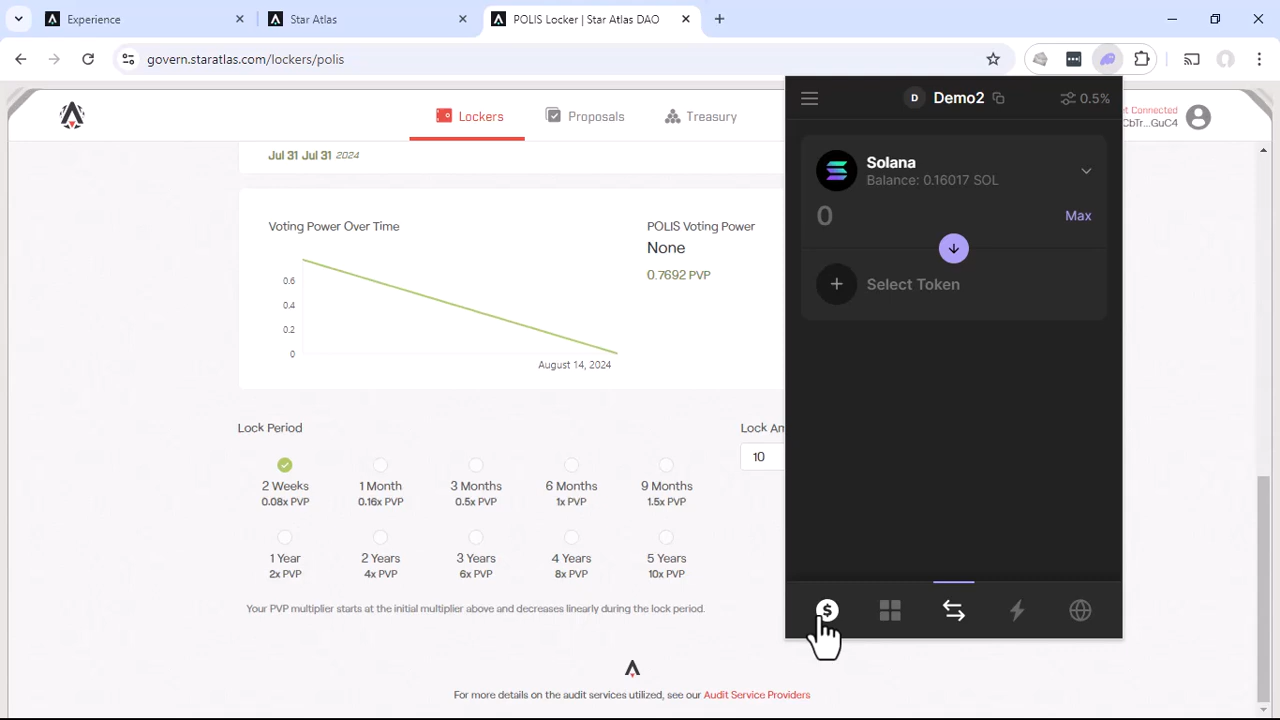 Experience
Star Atlas
POLIS Locker | Star Atlas DAO
govern.staratlas.com/lockers/polis
Lockers
Proposals
Treasury
et Connected
CbTr...GuC4
D
Demo2
0.5%
Jul 31 Jul 31 2024
Solana
Balance: 0.16017 SOL
0
Max
Select Token
Voting Power Over Time
0.6
0.4
0.2
0
August 14, 2024
POLIS Voting Power
None
0.7692 PVP
Lock Period
Lock Am
10
2 Weeks
0.08x PVP
1 Month
0.16x PVP
3 Months
0.5x PVP
6 Months
1x PVP
9 Months
1.5x PVP
1 Year
2x PVP
2 Years
4x PVP
3 Years
6x PVP
4 Years
8x PVP
5 Years
10x PVP
Your PVP multiplier starts at the initial multiplier above and decreases linearly during the lock period.
$
For more details on the audit services utilized, see our Audit Service Providers